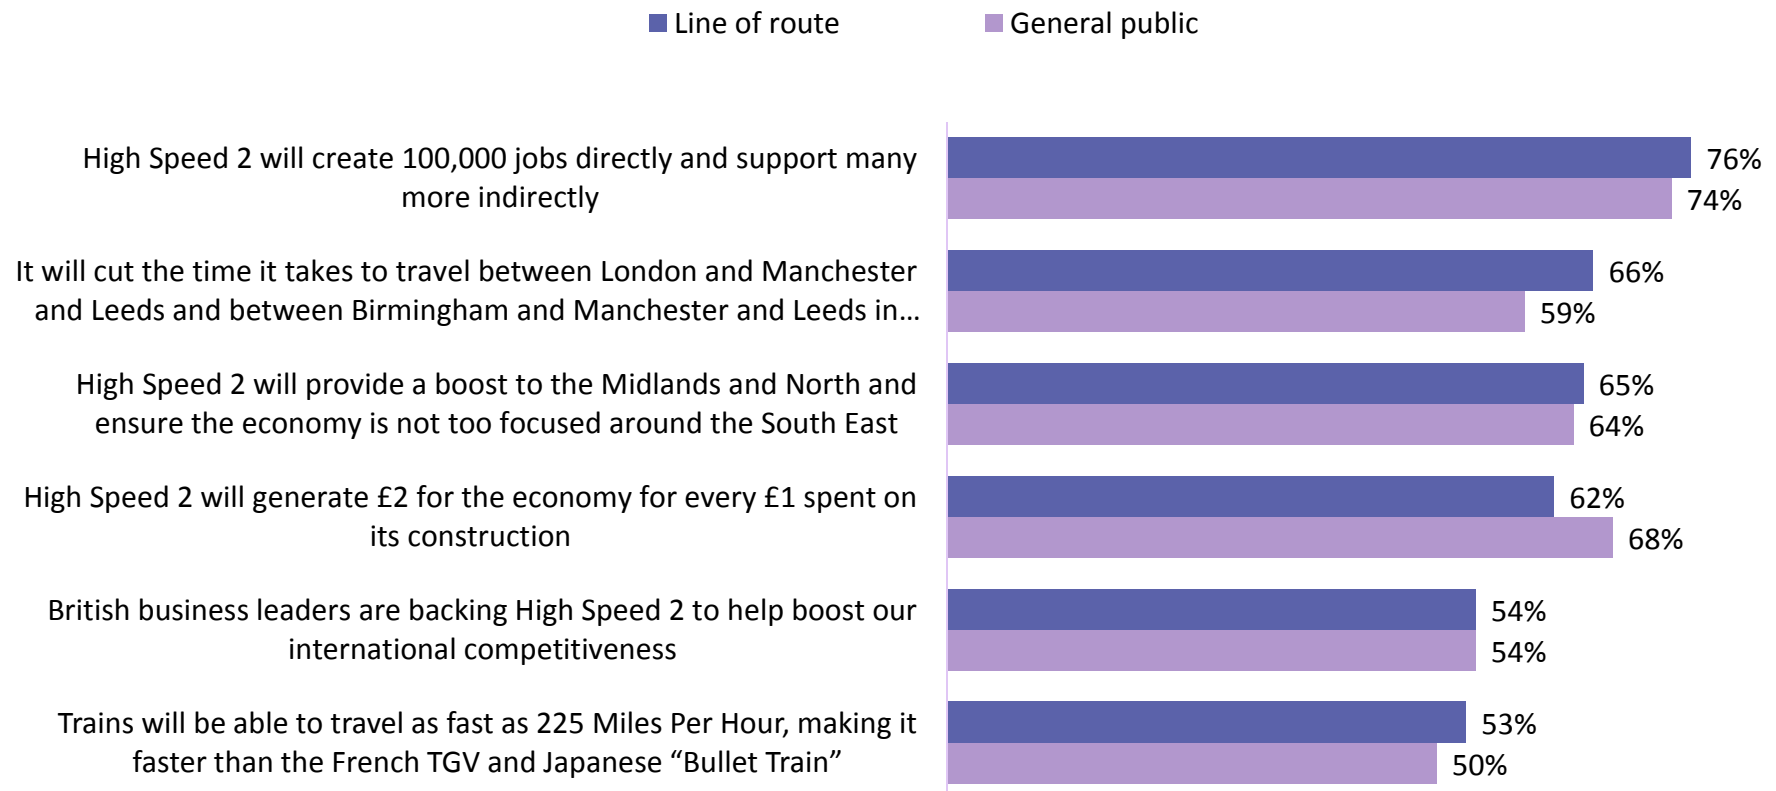 Line of route
General public
High Speed 2 will create 100,000 jobs directly and support many
more indirectly
76%
74%
It will cut the time it takes to travel between London and Manchester
and Leeds and between Birmingham and Manchester and Leeds in…
66%
59%
High Speed 2 will provide a boost to the Midlands and North and
ensure the economy is not too focused around the South East
65%
64%
High Speed 2 will generate £2 for the economy for every £1 spent on
its construction
62%
68%
British business leaders are backing High Speed 2 to help boost our
international competitiveness
54%
54%
Trains will be able to travel as fast as 225 Miles Per Hour, making it
faster than the French TGV and Japanese “Bullet Train”
53%
50%